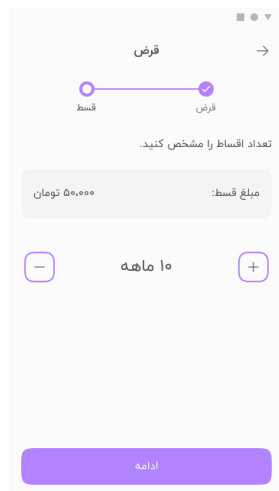 قرض
قرض
قسط
تعداد اقساط را مشخص کنید.
مبلغ قسط:
۵۰،۰۰۰ تومان
۱۰ ماهه
ادامه